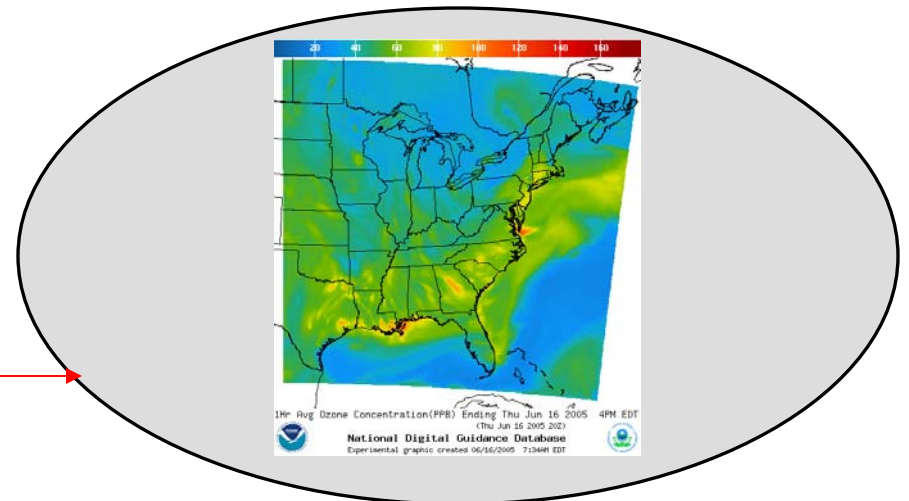 20 40 60 80 100 120 140 160
1Hr Avg Ozone Concentration(PPB) Ending Thu Jun 16 2005 4PM EDT
(Thu Jun 16 2005 20Z)
National Digital Guidance Database
Experimental graphic created 06/16/2005 7:34AM EDT